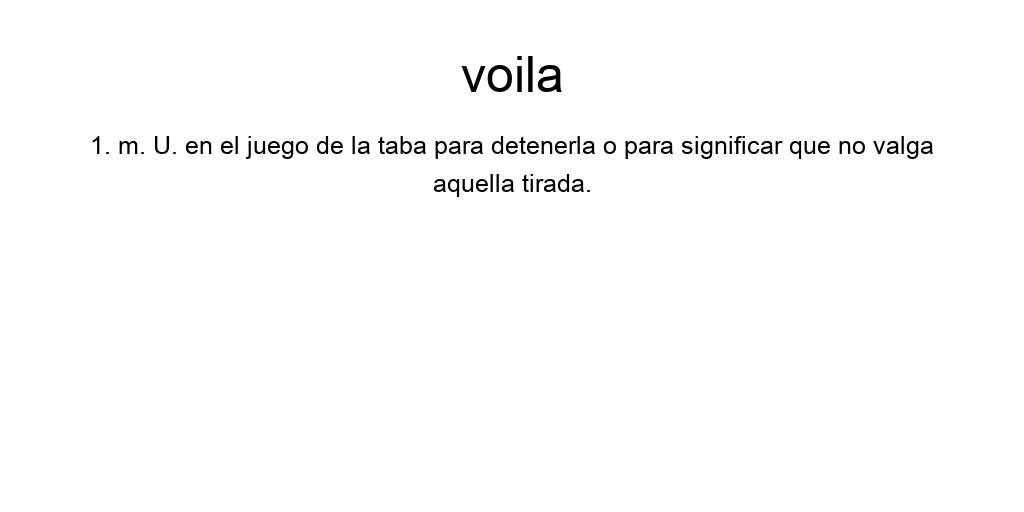 voila
1. m. U. en el juego de la taba para detenerla o para significar que no valga
aquella tirada.